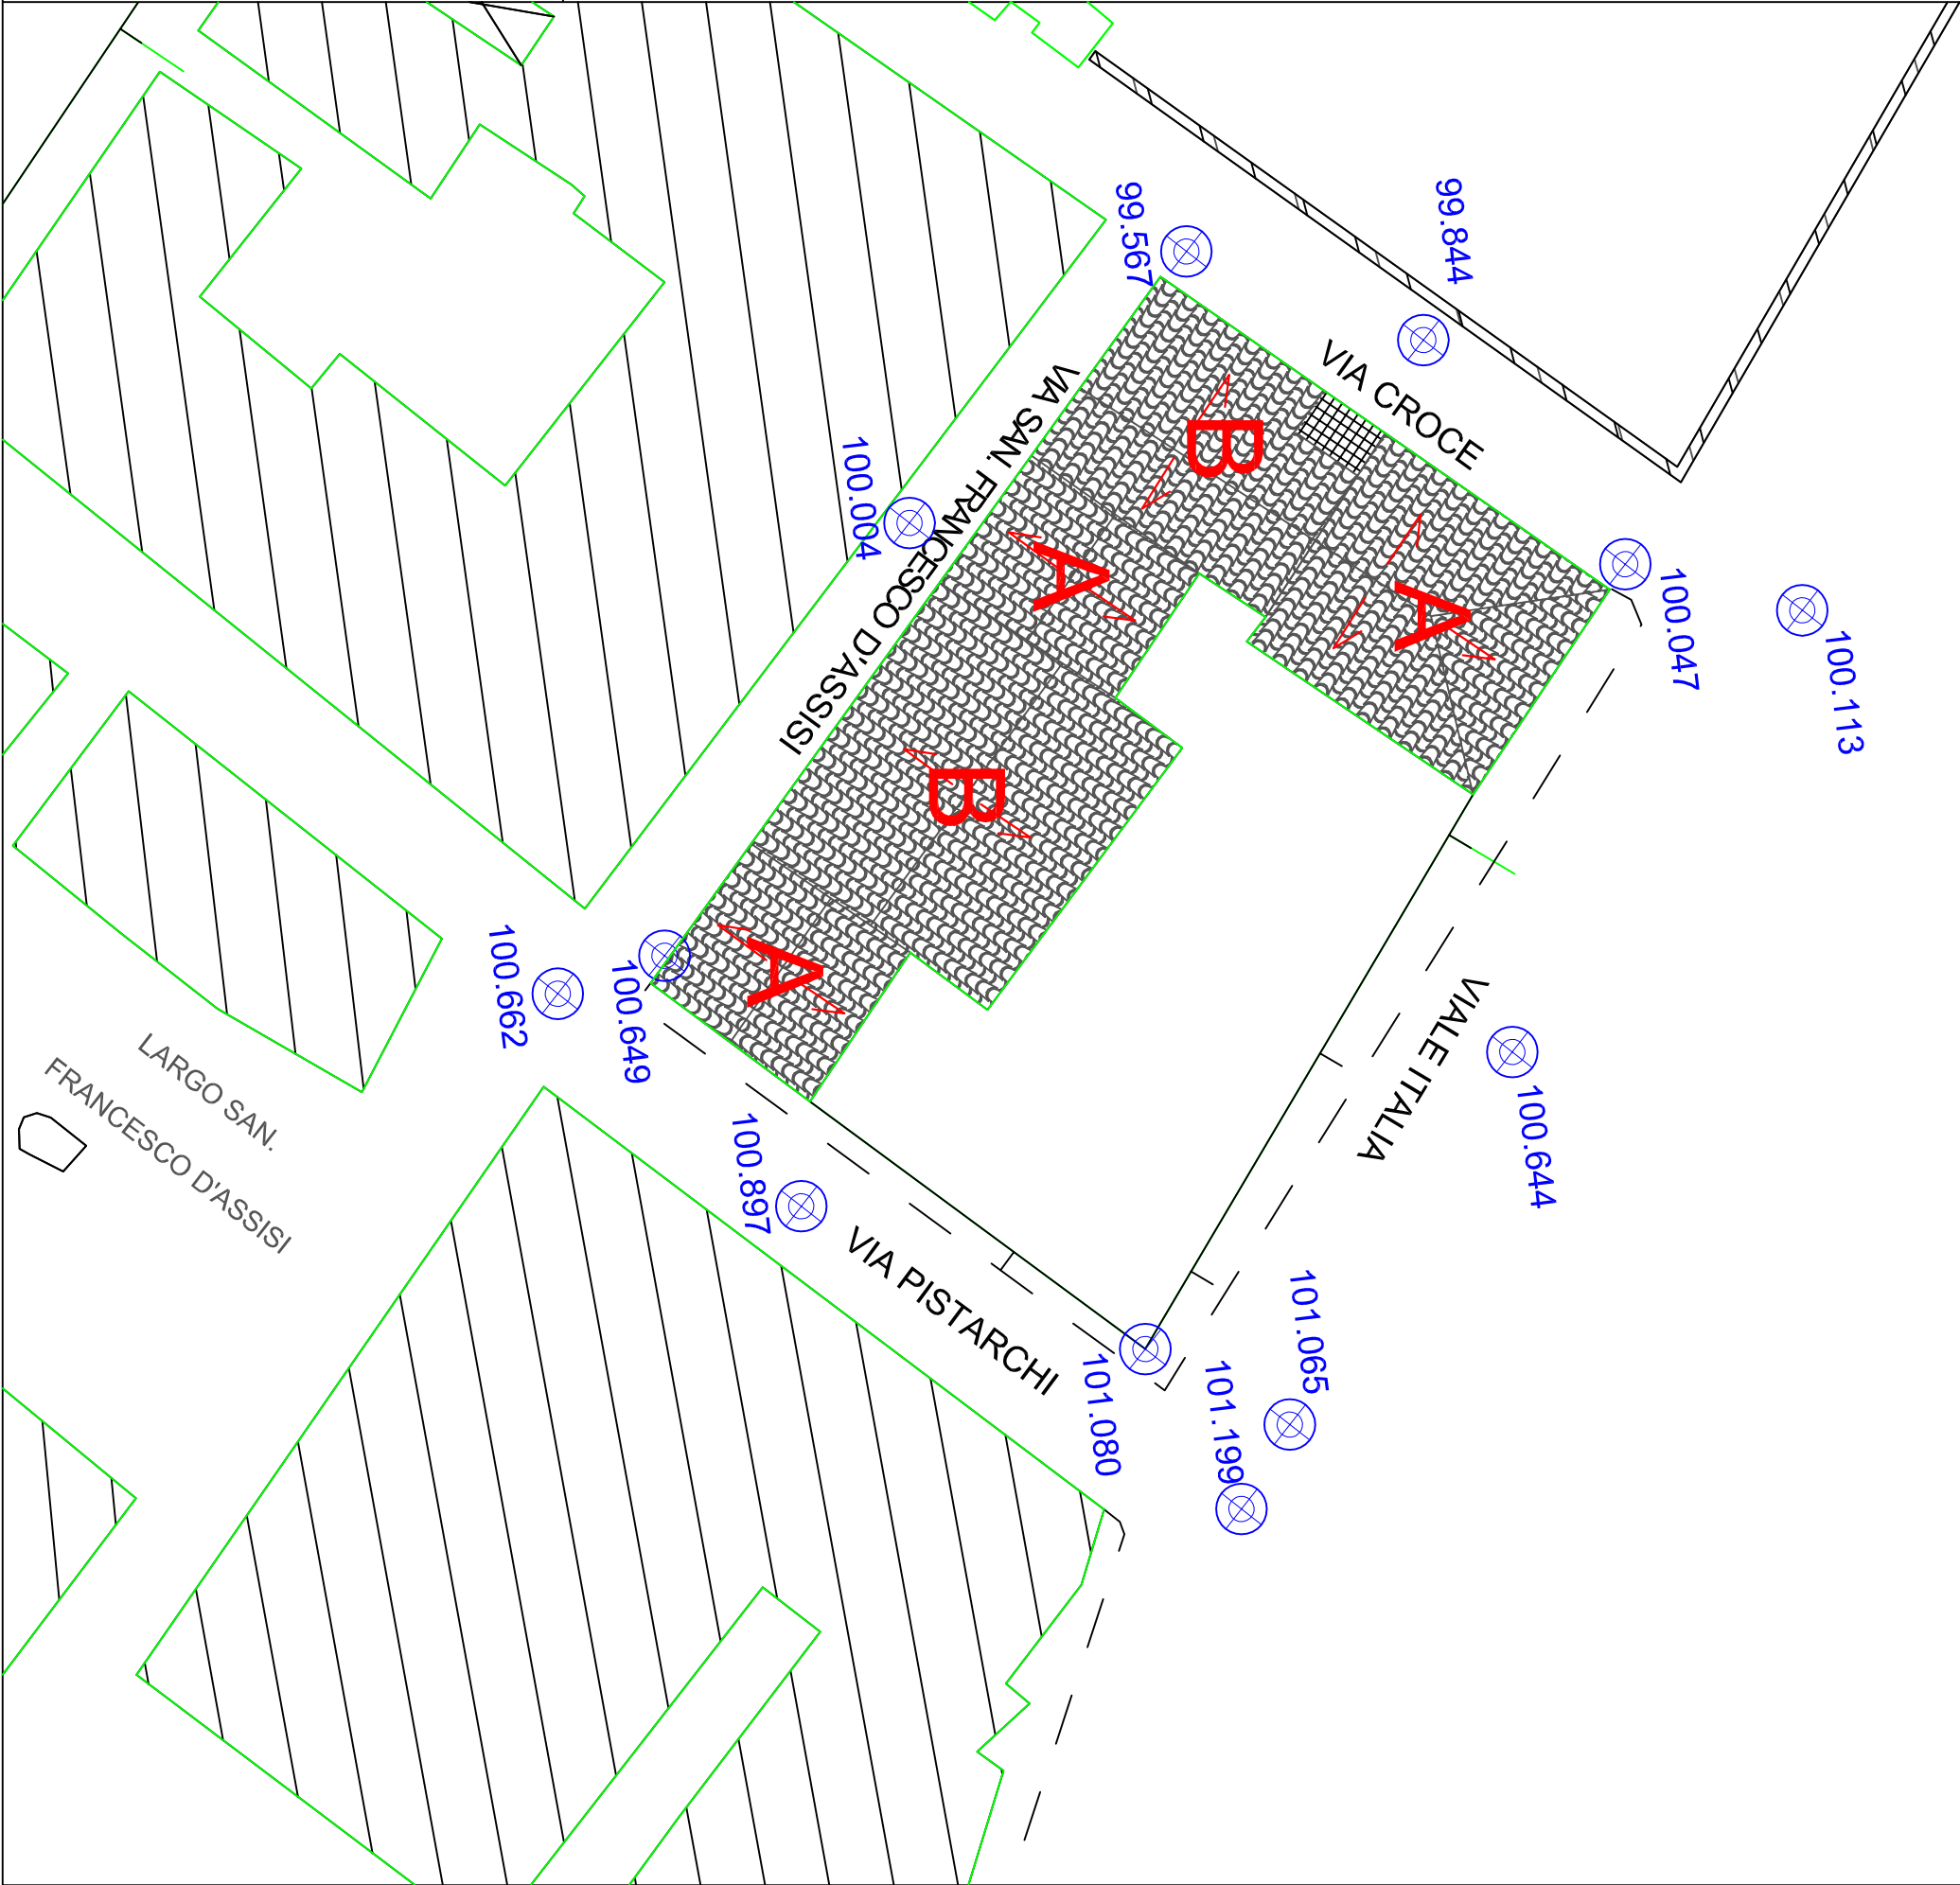 99.567
99.844
VIA CROCE
VIA SAN. FRANCESCO D'ASSISI
B
100.004
A
A
100.047
100.113
B
A
100.662
100.649
VIALE ITALIA
100.644
LARGO SAN.
FRANCESCO D'ASSISI
100.897
VIA PISTARCHI
101.065
101.080
101.199